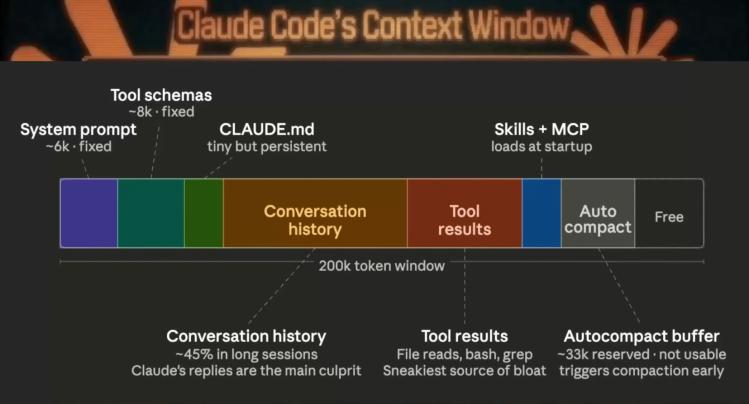 Claude Code's Context Window
Tool schemas
~8k · fixed
System prompt
~6k · fixed
CLAUDE.md
tiny but persistent
Skills + MCP
loads at startup
Conversation
history
Tool
results
Auto
compact
Free
200k token window
Conversation history
~45% in long sessions
Claude's replies are the main culprit
Tool results
File reads, bash, grep
Sneakiest source of bloat
Autocompact buffer
~33k reserved · not usable
triggers compaction early